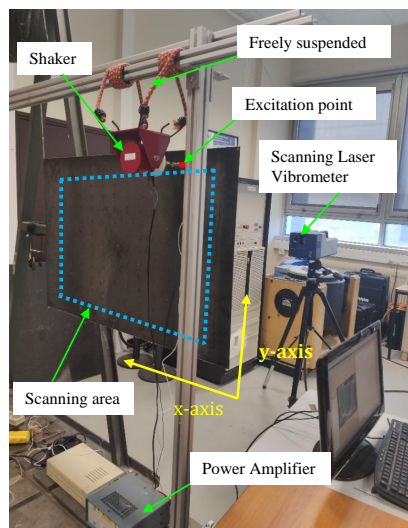 Shaker
Freely suspended
Excitation point
Scanning Laser
Vibrometer
y-axis
x-axis
Scanning area
Power Amplifier